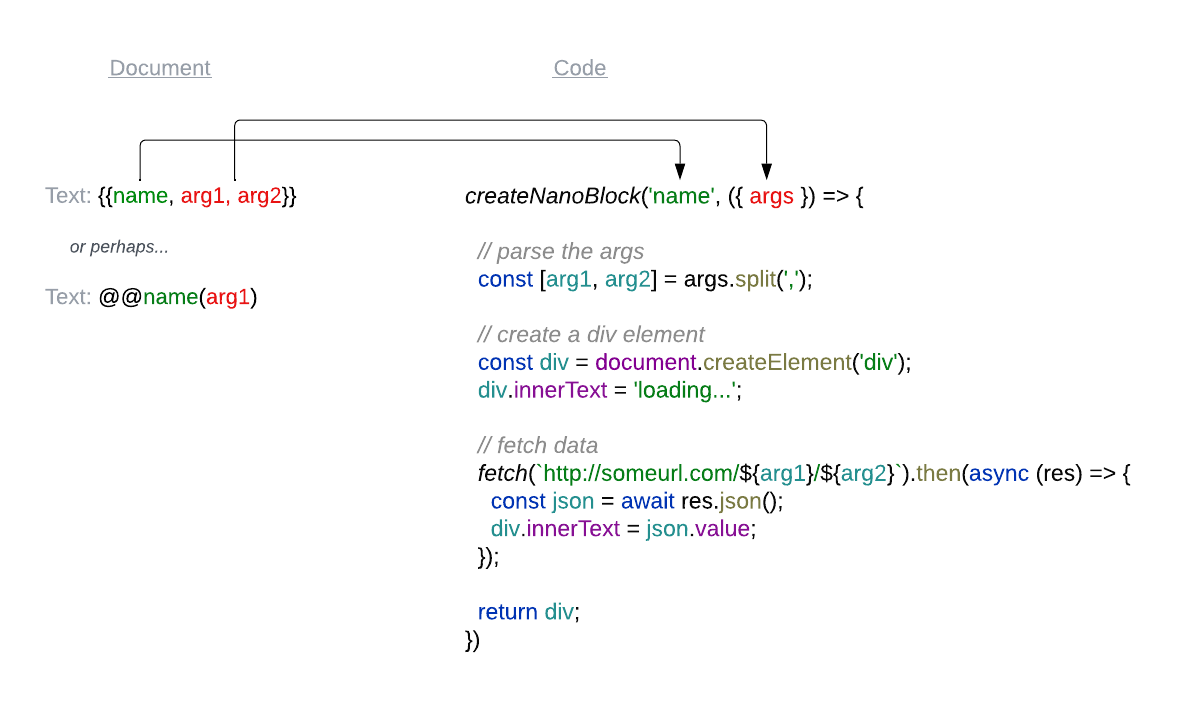 Document
Code
Text: {{name, arg1, arg2}}
or perhaps...
Text: @@name(arg1)
createNanoBlock('name', ({ args }) => {
// parse the args
const [arg1, arg2] = args.split(',');
// create a div element
const div = document.createElement('div');
div.innerText = 'loading...';
// fetch data
fetch(`http://someurl.com/${arg1}/${arg2}`).then(async (res) => {
const json = await res.json();
div.innerText = json.value;
});
return div;
})